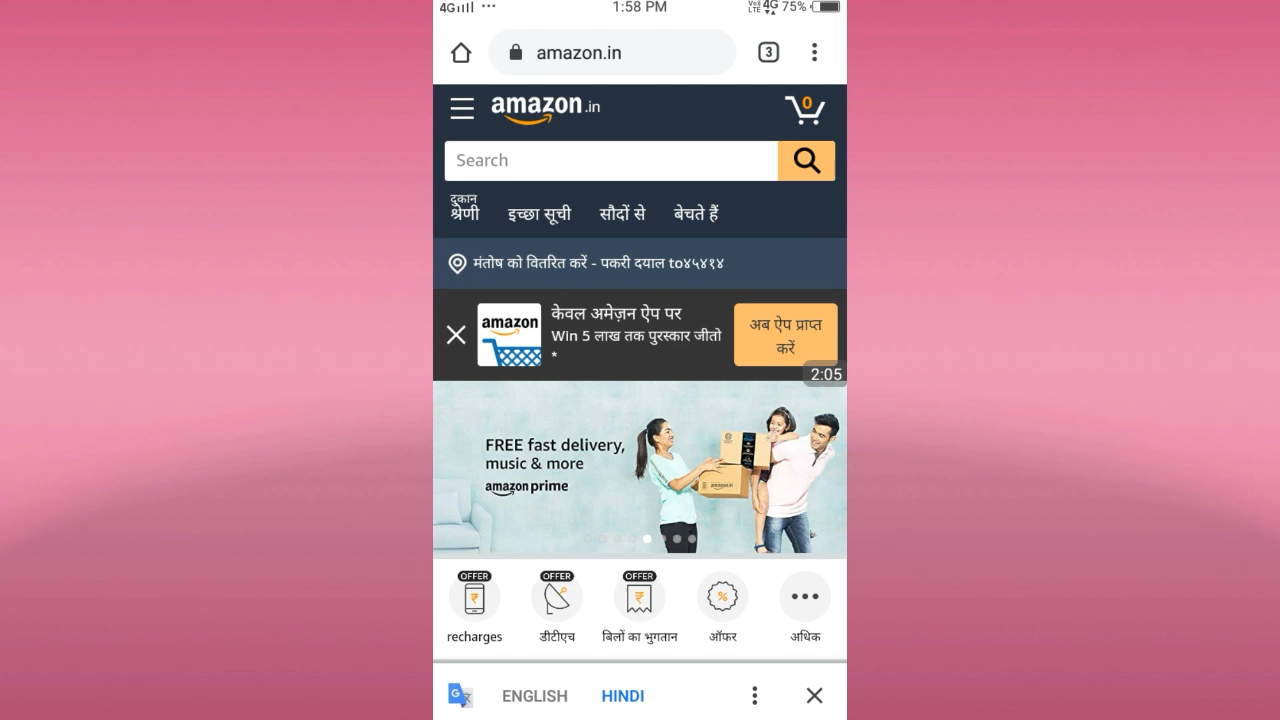 4G 1:58 PM VoII LTE 4G 75%
amazon.in 3
amazon.in 0
Search
दुकान
श्रेणी इच्छा सूची सौदों से बेचते हैं
मंतोष को वितरित करें - पकरी दयाल to४५४१४
amazon
केवल अमेज़न ऐप पर
Win 5 लाख तक पुरस्कार जीतो
*
अब ऐप प्राप्त
करें
2:05
FREE fast delivery,
music & more
amazon prime
amazon.in
OFFER OFFER OFFER
recharges डीटीएच बिलों का भुगतान ऑफर अधिक
G ENGLISH HINDI